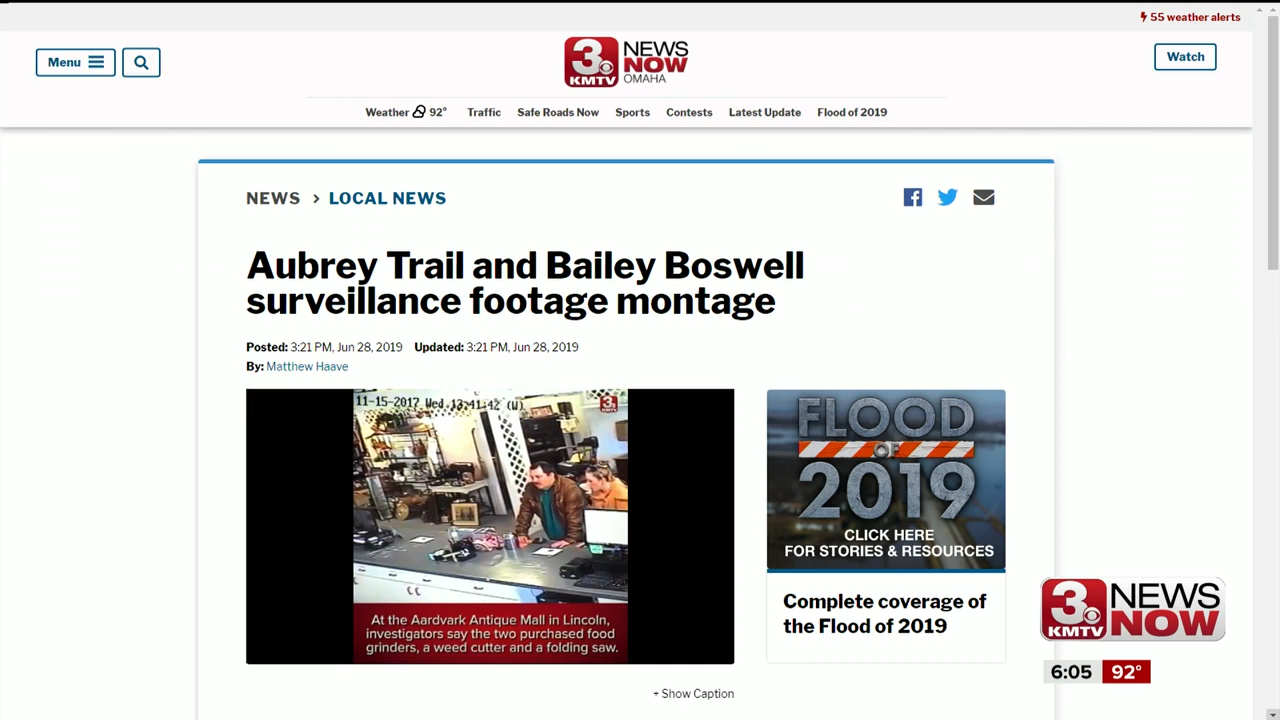 55 weather alerts
Menu
3 KMTV NEWS NOW OMAHA
Watch
Weather 92° Traffic Safe Roads Now Sports Contests Latest Update Flood of 2019
NEWS > LOCAL NEWS
Aubrey Trail and Bailey Boswell
surveillance footage montage
Posted: 3:21 PM, Jun 28, 2019 Updated: 3:21 PM, Jun 28, 2019
By: Matthew Haave
11-15-2017 Wed 13:41:42 (W)
3 KMTV
At the Aardvark Antique Mall in Lincoln,
investigators say the two purchased food
grinders, a weed cutter and a folding saw.
+ Show Caption
FLOOD
OF
2019
CLICK HERE
FOR STORIES & RESOURCES
Complete coverage of
the Flood of 2019
3 KMTV NEWS NOW
6:05 92°